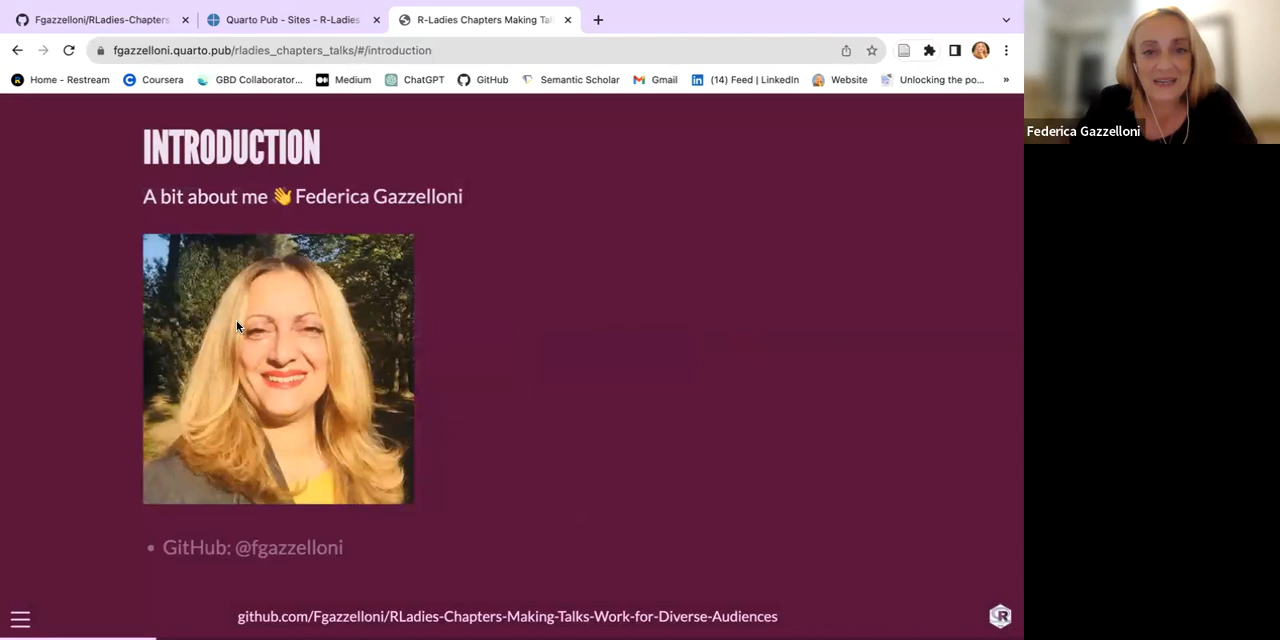 Fgazzelloni/RLadies-Chapters
Quarto Pub - Sites - R-Ladies
R-Ladies Chapters Making Tal
fgazzelloni.quarto.pub/rladies_chapters_talks/#/introduction
Home - Restream
Coursera
GBD Collaborator...
Medium
ChatGPT
GitHub
Semantic Scholar
Gmail
(14) Feed | LinkedIn
Website
Unlocking the po...
»
INTRODUCTION
A bit about me 👋 Federica Gazzelloni
• GitHub: @fgazzelloni
github.com/Fgazzelloni/RLadies-Chapters-Making-Talks-Work-for-Diverse-Audiences
R
Federica Gazzelloni